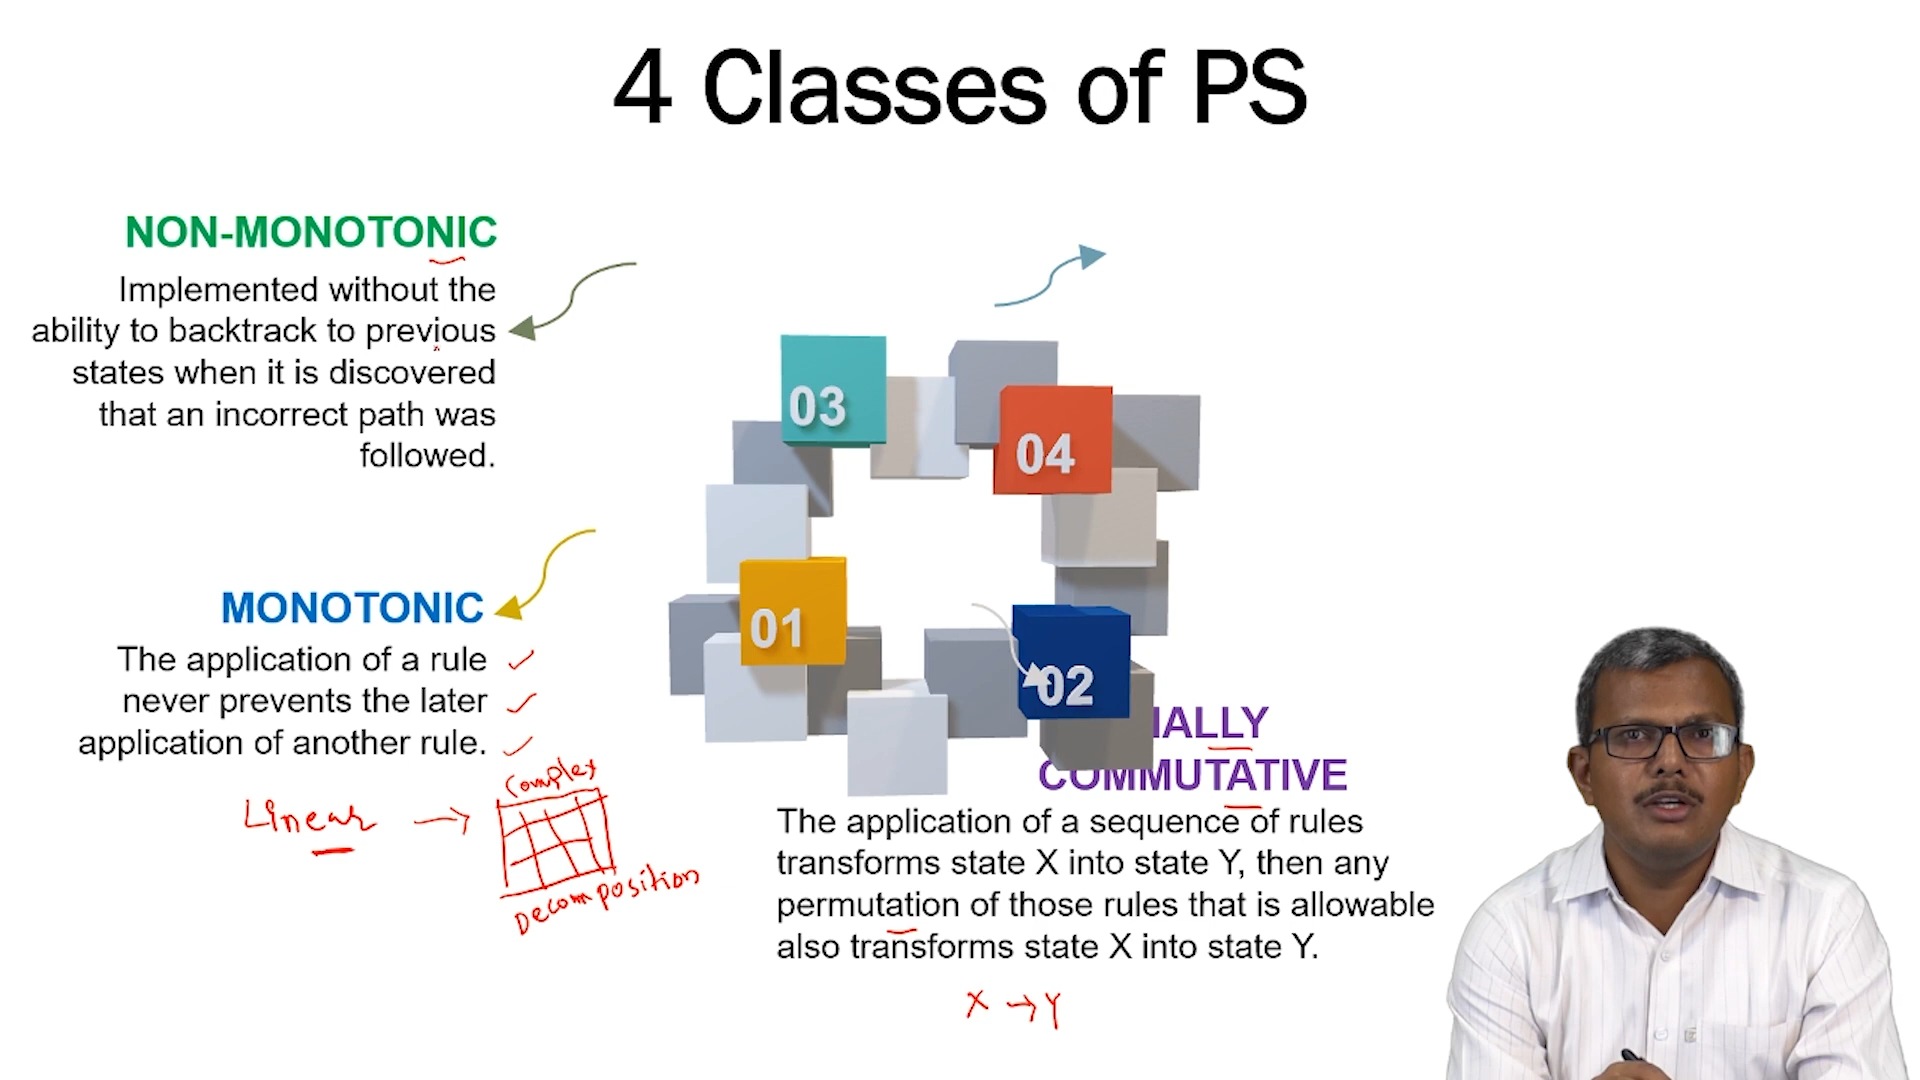 4 Classes of PS
NON-MONOTONIC
Implemented without the
ability to backtrack to previous
states when it is discovered
that an incorrect path was
followed.
03
04
MONOTONIC
The application of a rule
never prevents the later
application of another rule.
01
02
Linear → Complex
Decomposition
IALLY
COMMUTATIVE
The application of a sequence of rules
transforms state X into state Y, then any
permutation of those rules that is allowable
also transforms state X into state Y.
X → Y